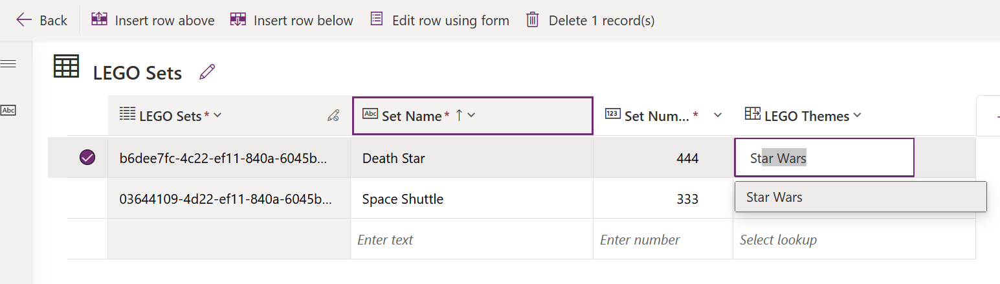 Back Insert row above Insert row below Edit row using form Delete 1 record(s)
LEGO Sets
Abc
LEGO Sets * Abc Set Name * ↑ 123 Set Num... * LEGO Themes
b6dee7fc-4c22-ef11-840a-6045b... Death Star 444 Star Wars
03644109-4d22-ef11-840a-6045b... Space Shuttle 333 Star Wars
Enter text Enter number Select lookup